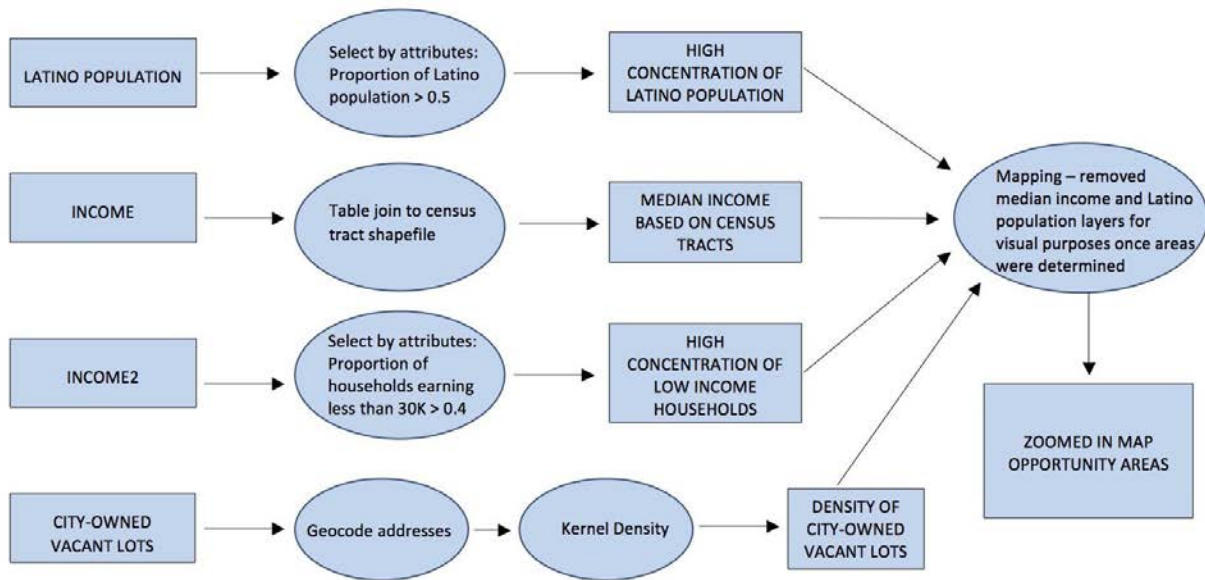 LATINO POPULATION
Select by attributes:
Proportion of Latino
population > 0.5
HIGH
CONCENTRATION OF
LATINO POPULATION
INCOME
Table join to census
tract shapefile
MEDIAN INCOME
BASED ON CENSUS
TRACTS
Mapping – removed
median income and Latino
population layers for
visual purposes once areas
were determined
INCOME2
Select by attributes:
Proportion of
households earning
less than 30K > 0.4
HIGH
CONCENTRATION OF
LOW INCOME
HOUSEHOLDS
ZOOMED IN MAP
OPPORTUNITY AREAS
CITY-OWNED
VACANT LOTS
Geocode addresses
Kernel Density
DENSITY OF
CITY-OWNED
VACANT LOTS